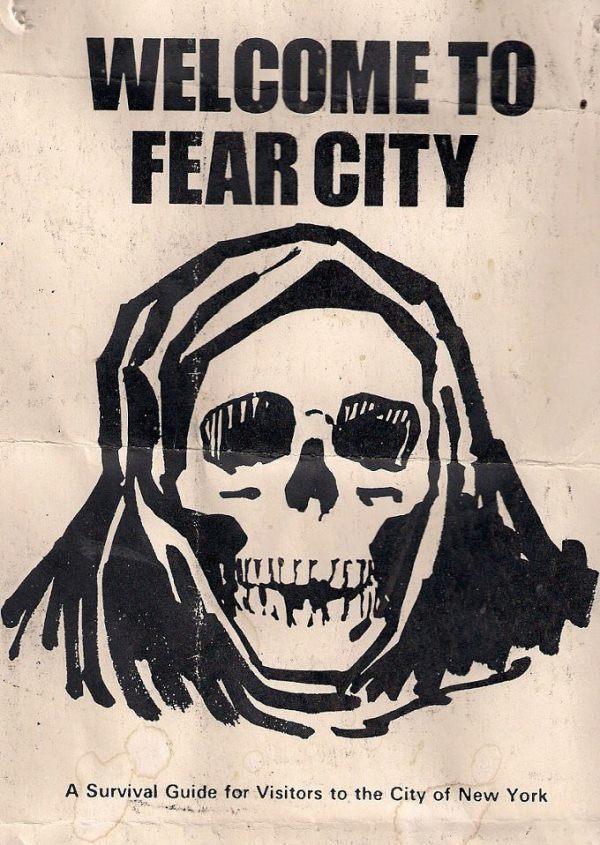 WELCOME TO
FEAR CITY
A Survival Guide for Visitors to the City of New York